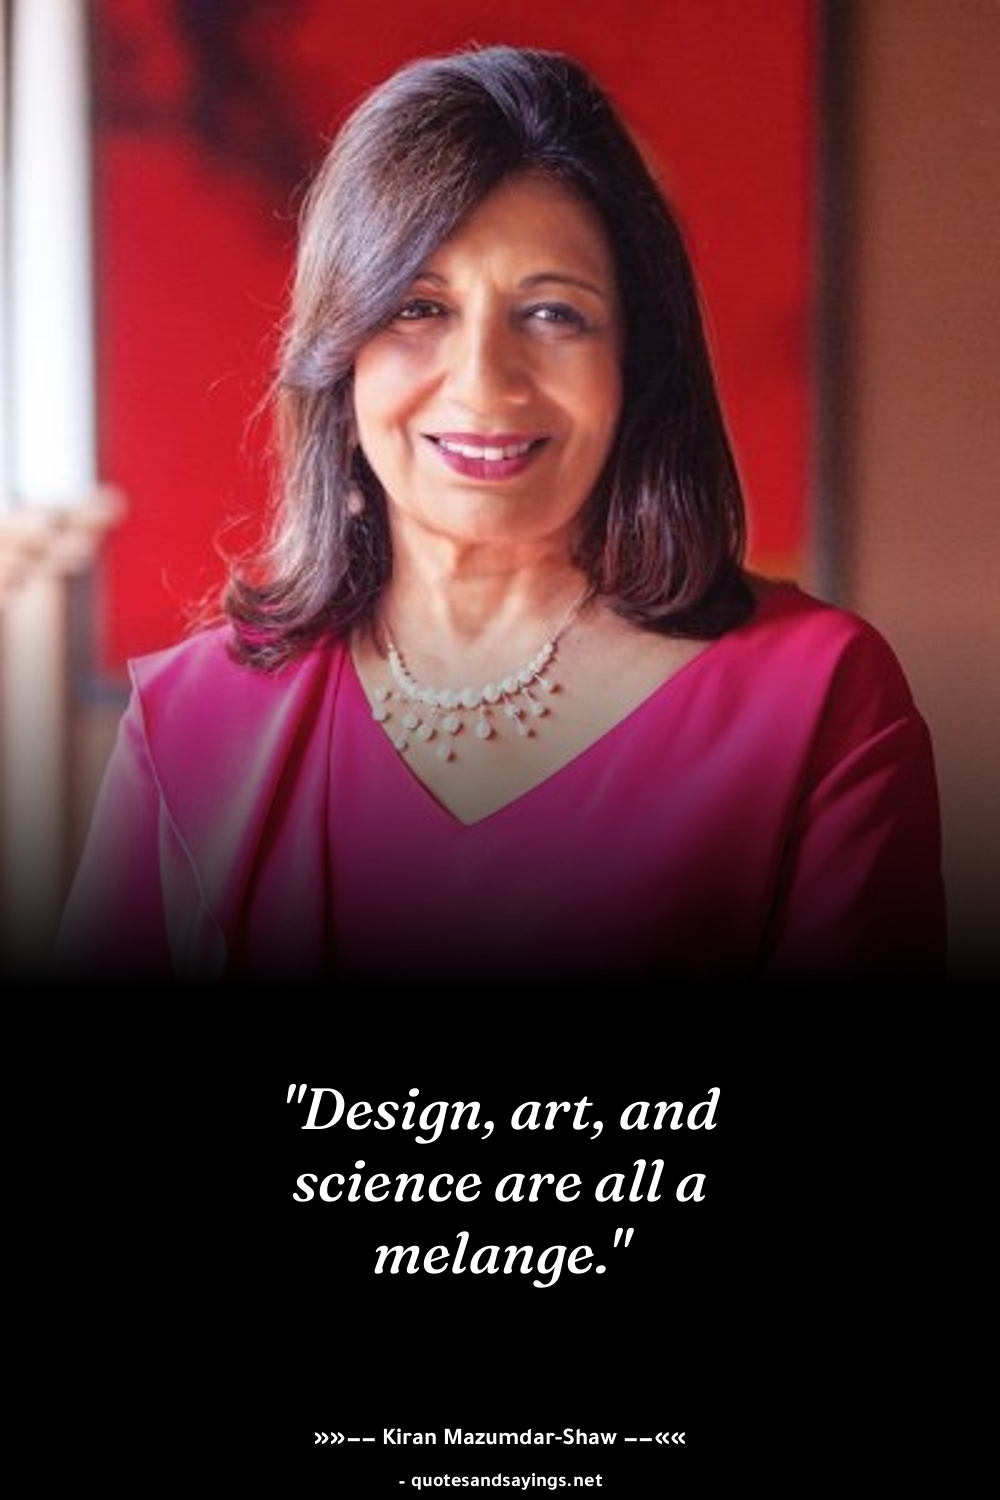 "Design, art, and
science are all a
melange."
»»–– Kiran Mazumdar-Shaw ––««
- quotesandsayings.net